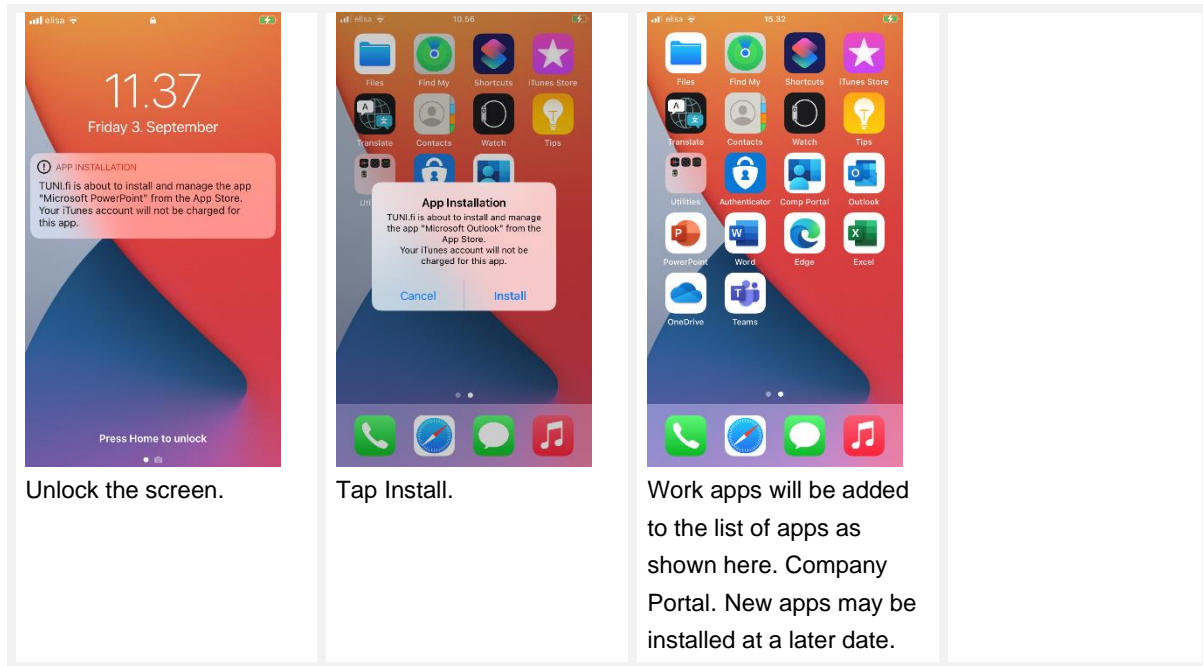 elisa
11.37
Friday 3. September
APP INSTALLATION
TUNI.fi is about to install and manage the app
"Microsoft PowerPoint" from the App Store.
Your iTunes account will not be charged for
this app.
Press Home to unlock
Unlock the screen.
elisa
10.56
Files
Find My
Shortcuts
iTunes Store
Translate
Contacts
Watch
Tips
App Installation
TUNI.fi is about to install and manage
the app "Microsoft Outlook" from the
App Store.
Your iTunes account will not be
charged for this app.
Cancel
Install
Tap Install.
elisa
15.32
Files
Find My
Shortcuts
iTunes Store
Translate
Contacts
Watch
Tips
Utilities
Authenticator
Comp Portal
Outlook
PowerPoint
Word
Edge
Excel
OneDrive
Teams
Work apps will be added
to the list of apps as
shown here. Company
Portal. New apps may be
installed at a later date.